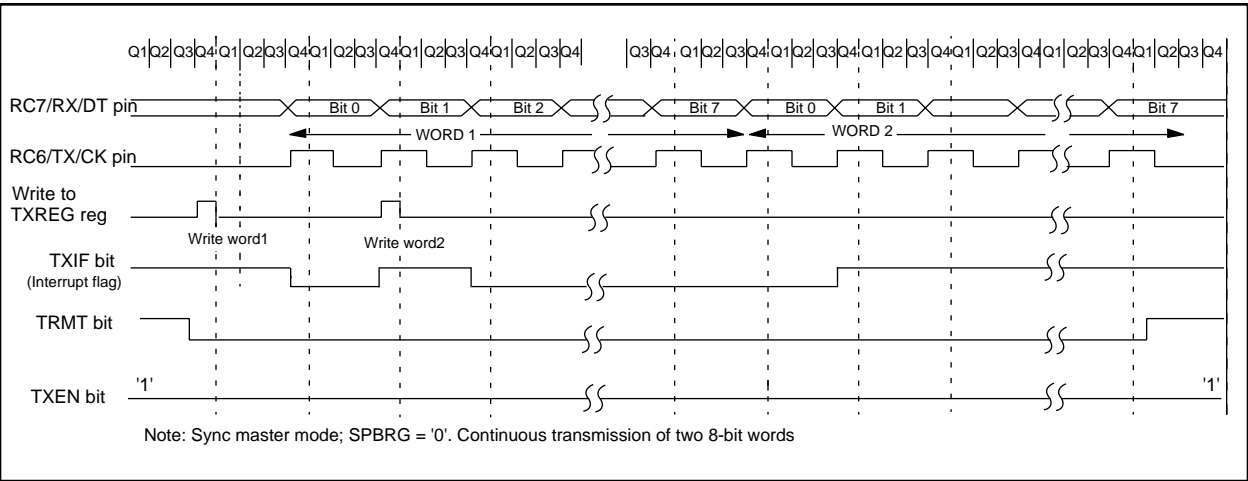 Q1 Q2 Q3 Q4 Q1 Q2 Q3 Q4 Q1 Q2 Q3 Q4 Q1 Q2 Q3 Q4 Q1 Q2 Q3 Q4 Q3 Q4 Q1 Q2 Q3 Q4 Q1 Q2 Q3 Q4 Q1 Q2 Q3 Q4 Q1 Q2 Q3 Q4 Q1 Q2 Q3 Q4 Q1 Q2 Q3 Q4
RC7/RX/DT pin Bit 0 Bit 1 Bit 2 Bit 7 Bit 0 Bit 1 Bit 7
WORD 1 WORD 2
RC6/TX/CK pin
Write to
TXREG reg
Write word1 Write word2
TXIF bit
(Interrupt flag)
TRMT bit
'1' '1'
TXEN bit
Note: Sync master mode; SPBRG = '0'. Continuous transmission of two 8-bit words